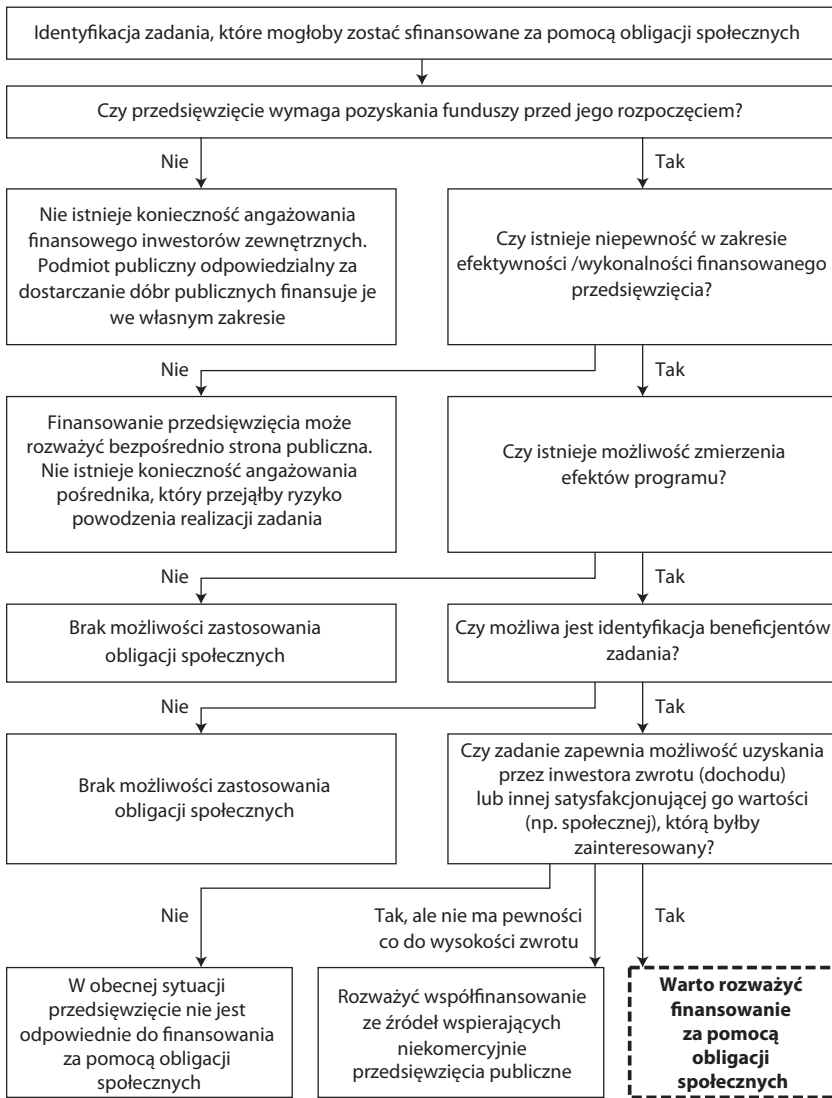 Identyfikacja zadania, które mogłoby zostać sfinansowane za pomocą obligacji społecznych
Czy przedsięwzięcie wymaga pozyskania funduszy przed jego rozpoczęciem?
Nie
Tak
Nie istnieje konieczność angażowania
finansowego inwestorów zewnętrznych.
Podmiot publiczny odpowiedzialny za
dostarczanie dóbr publicznych finansuje je
we własnym zakresie
Czy istnieje niepewność w zakresie
efektywności /wykonalności finansowanego
przedsięwzięcia?
Nie
Tak
Finansowanie przedsięwzięcia może
rozważyć bezpośrednio strona publiczna.
Nie istnieje konieczność angażowania
pośrednika, który przejąłby ryzyko
powodzenia realizacji zadania
Czy istnieje możliwość zmierzenia
efektów programu?
Nie
Tak
Brak możliwości zastosowania
obligacji społecznych
Czy możliwa jest identyfikacja beneficjentów
zadania?
Nie
Tak
Brak możliwości zastosowania
obligacji społecznych
Czy zadanie zapewnia możliwość uzyskania
przez inwestora zwrotu (dochodu)
lub innej satysfakcjonującej go wartości
(np. społecznej), którą byłby
zainteresowany?
Nie
Tak, ale nie ma pewności
co do wysokości zwrotu
Tak
W obecnej sytuacji
przedsięwzięcie nie jest
odpowiednie do finansowania
za pomocą obligacji
społecznych
Rozważyć współfinansowanie
ze źródeł wspierających
niekomercyjnie
przedsięwzięcia publiczne
Warto rozważyć
finansowanie
za pomocą
obligacji
społecznych